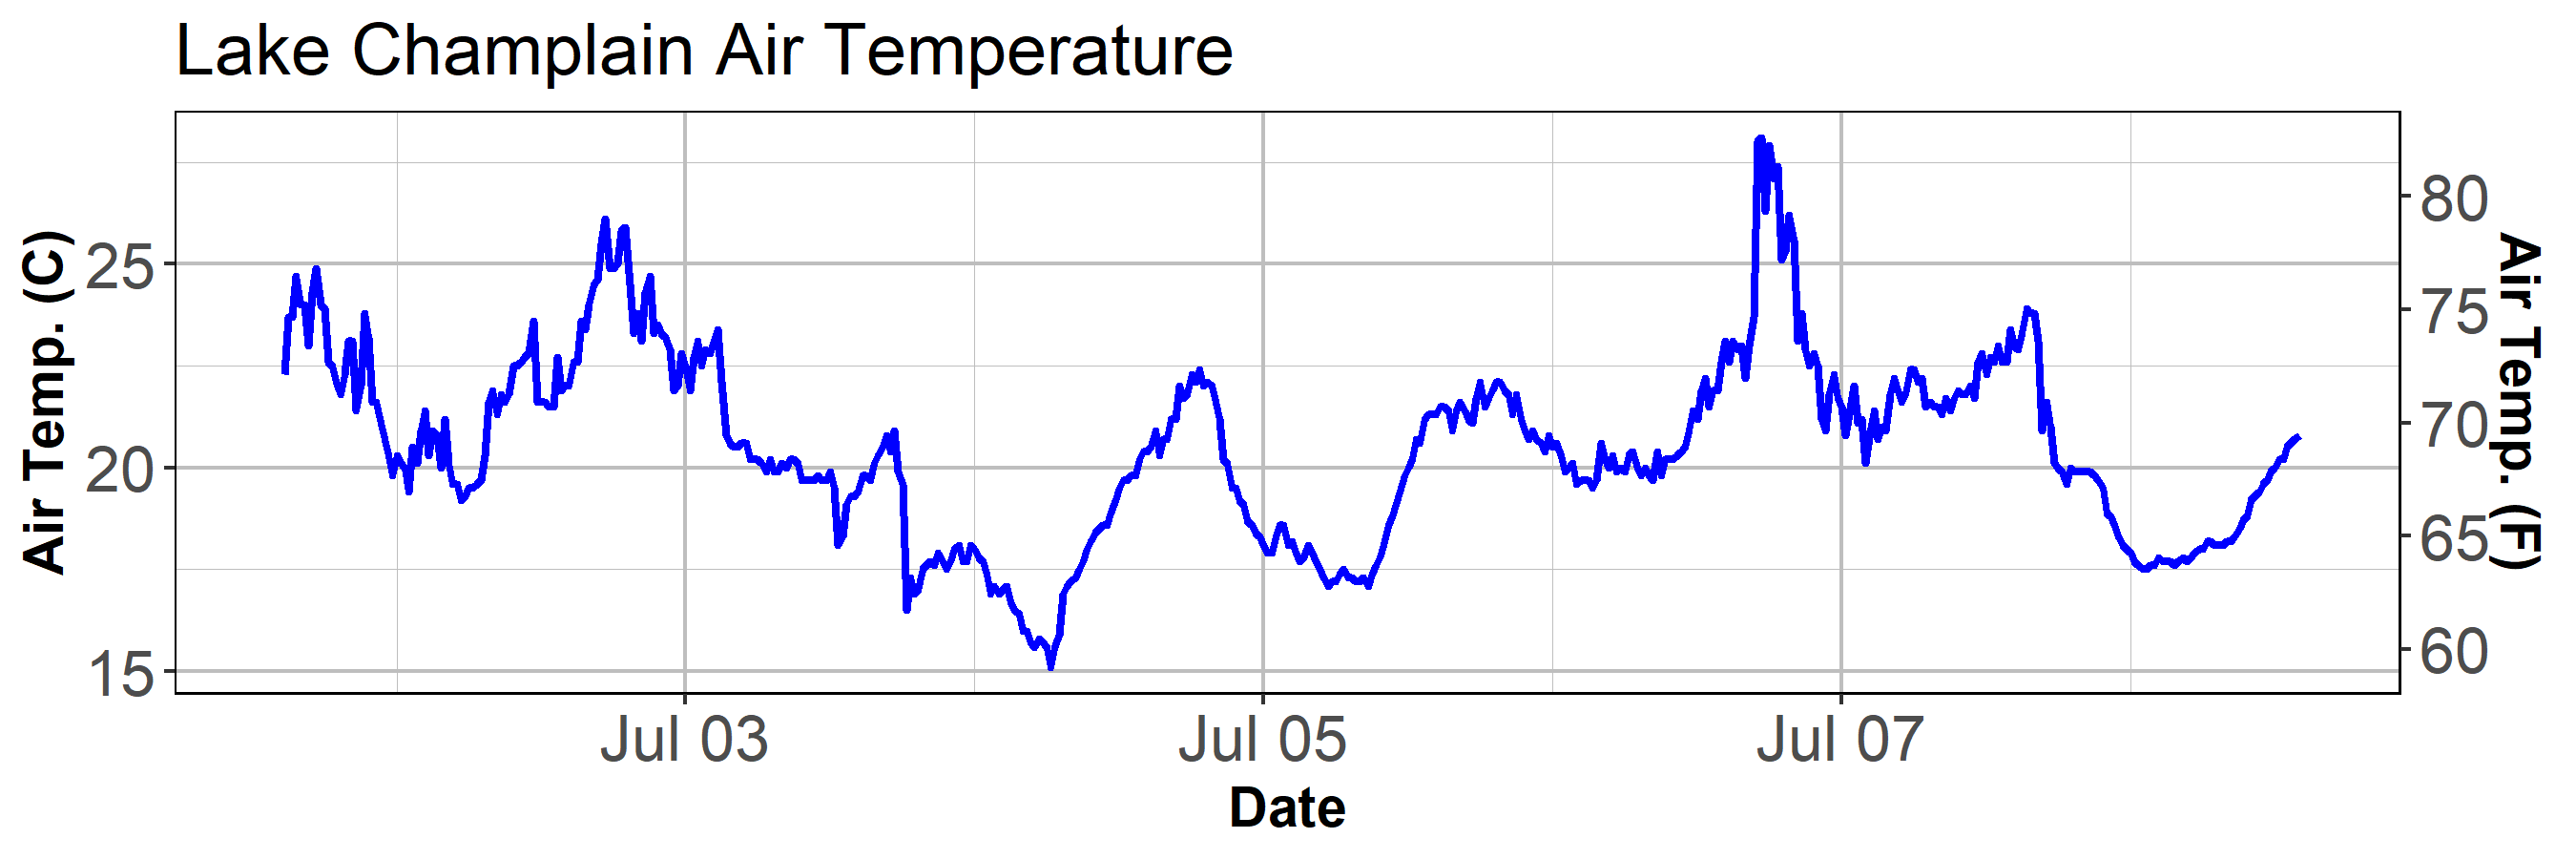 Lake Champlain Air Temperature
Air Temp. (C)
25
20
15
80
75
70
65
60
Air Temp. (F)
Jul 03 Jul 05 Jul 07
Date